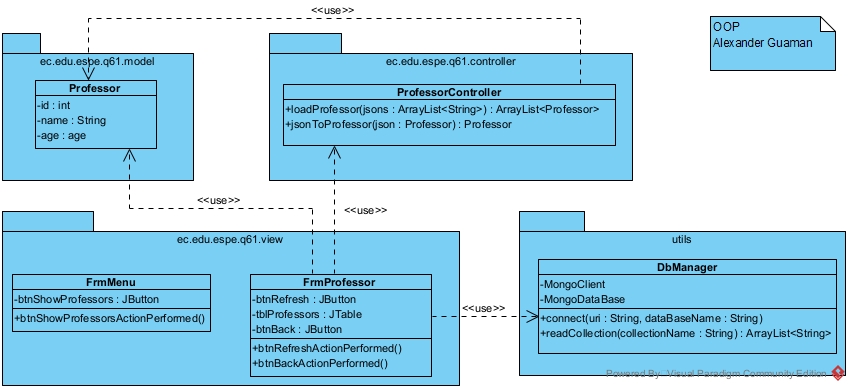 <<use>>
OOP
Alexander Guaman
ec.edu.espe.q61.model
Professor
-id : int
-name : String
-age : age
ec.edu.espe.q61.controller
ProfessorController
+loadProfessor(jsons : ArrayList<String>) : ArrayList<Professor>
+jsonToProfessor(json : Professor) : Professor
<<use>>
<<use>>
ec.edu.espe.q61.view
FrmMenu
-btnShowProfessors : JButton
+btnShowProfessorsActionPerformed()
FrmProfessor
-btnRefresh : JButton
-tblProfessors : JTable
-btnBack : JButton
+btnRefreshActionPerformed()
+btnBackActionPerformed()
<<use>>
utils
DbManager
-MongoClient
-MongoDataBase
+connect(uri : String, dataBaseName : String)
+readCollection(collectionName : String) : ArrayList<String>
Powered By: Visual Paradigm Community Edition